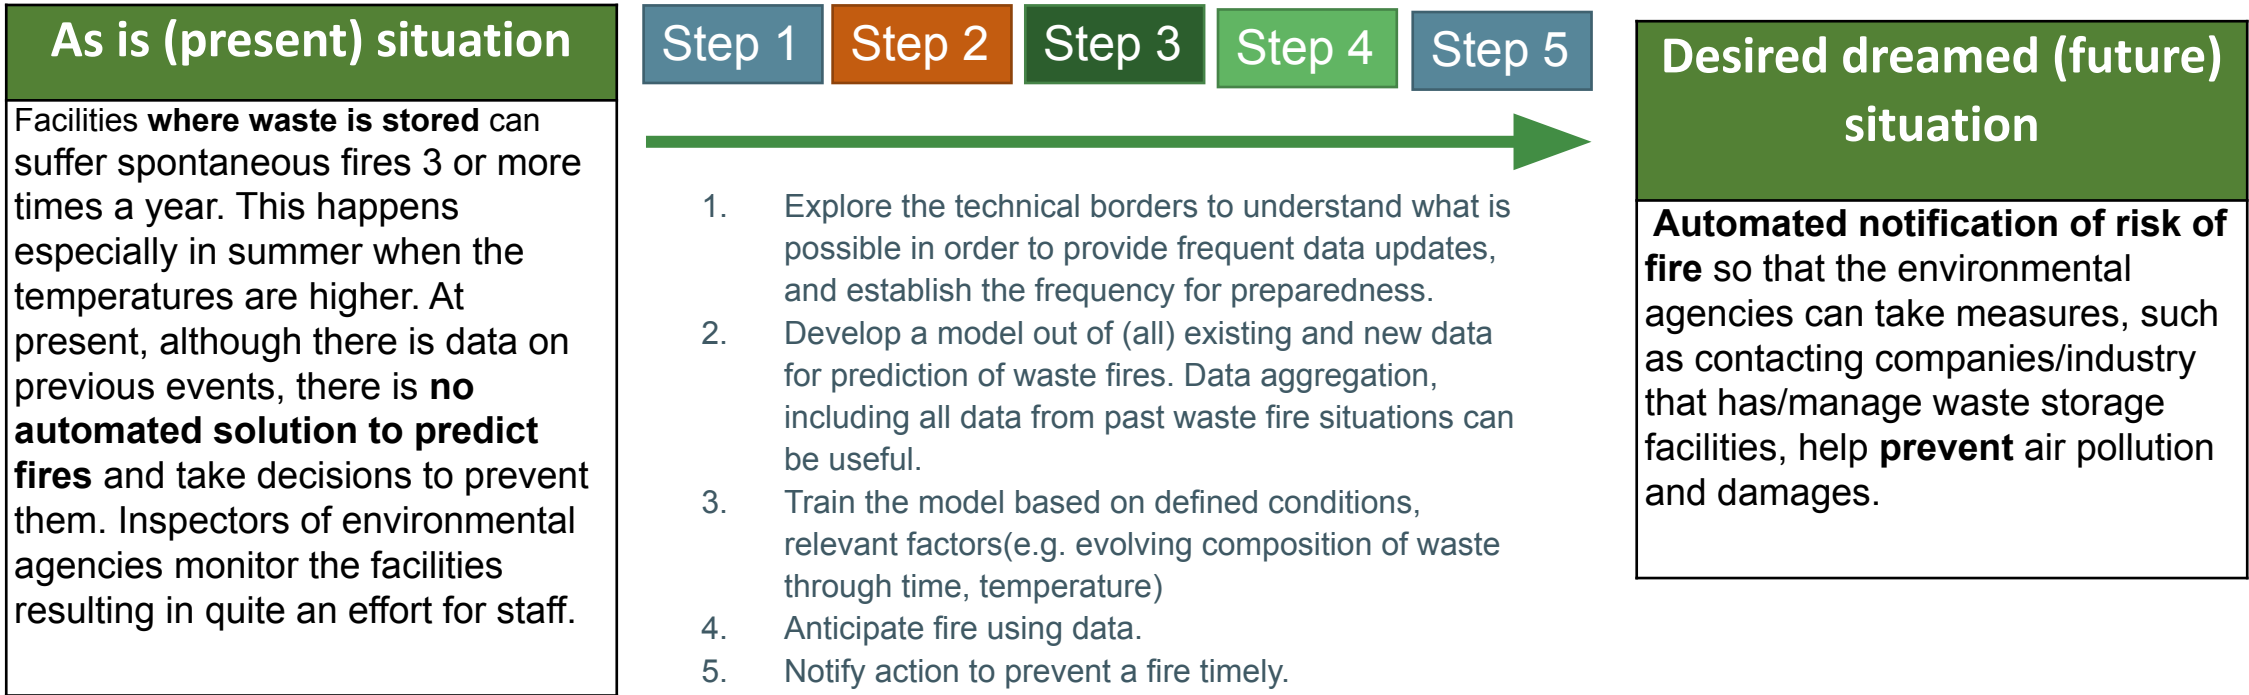 As is (present) situation
Facilities where waste is stored can
suffer spontaneous fires 3 or more
times a year. This happens
especially in summer when the
temperatures are higher. At
present, although there is data on
previous events, there is no
automated solution to predict
fires and take decisions to prevent
them. Inspectors of environmental
agencies monitor the facilities
resulting in quite an effort for staff.
Step 1
Step 2
Step 3
Step 4
Step 5
1. Explore the technical borders to understand what is
possible in order to provide frequent data updates,
and establish the frequency for preparedness.
2. Develop a model out of (all) existing and new data
for prediction of waste fires. Data aggregation,
including all data from past waste fire situations can
be useful.
3. Train the model based on defined conditions,
relevant factors(e.g. evolving composition of waste
through time, temperature)
4. Anticipate fire using data.
5. Notify action to prevent a fire timely.
Desired dreamed (future)
situation
Automated notification of risk of
fire so that the environmental
agencies can take measures, such
as contacting companies/industry
that has/manage waste storage
facilities, help prevent air pollution
and damages.